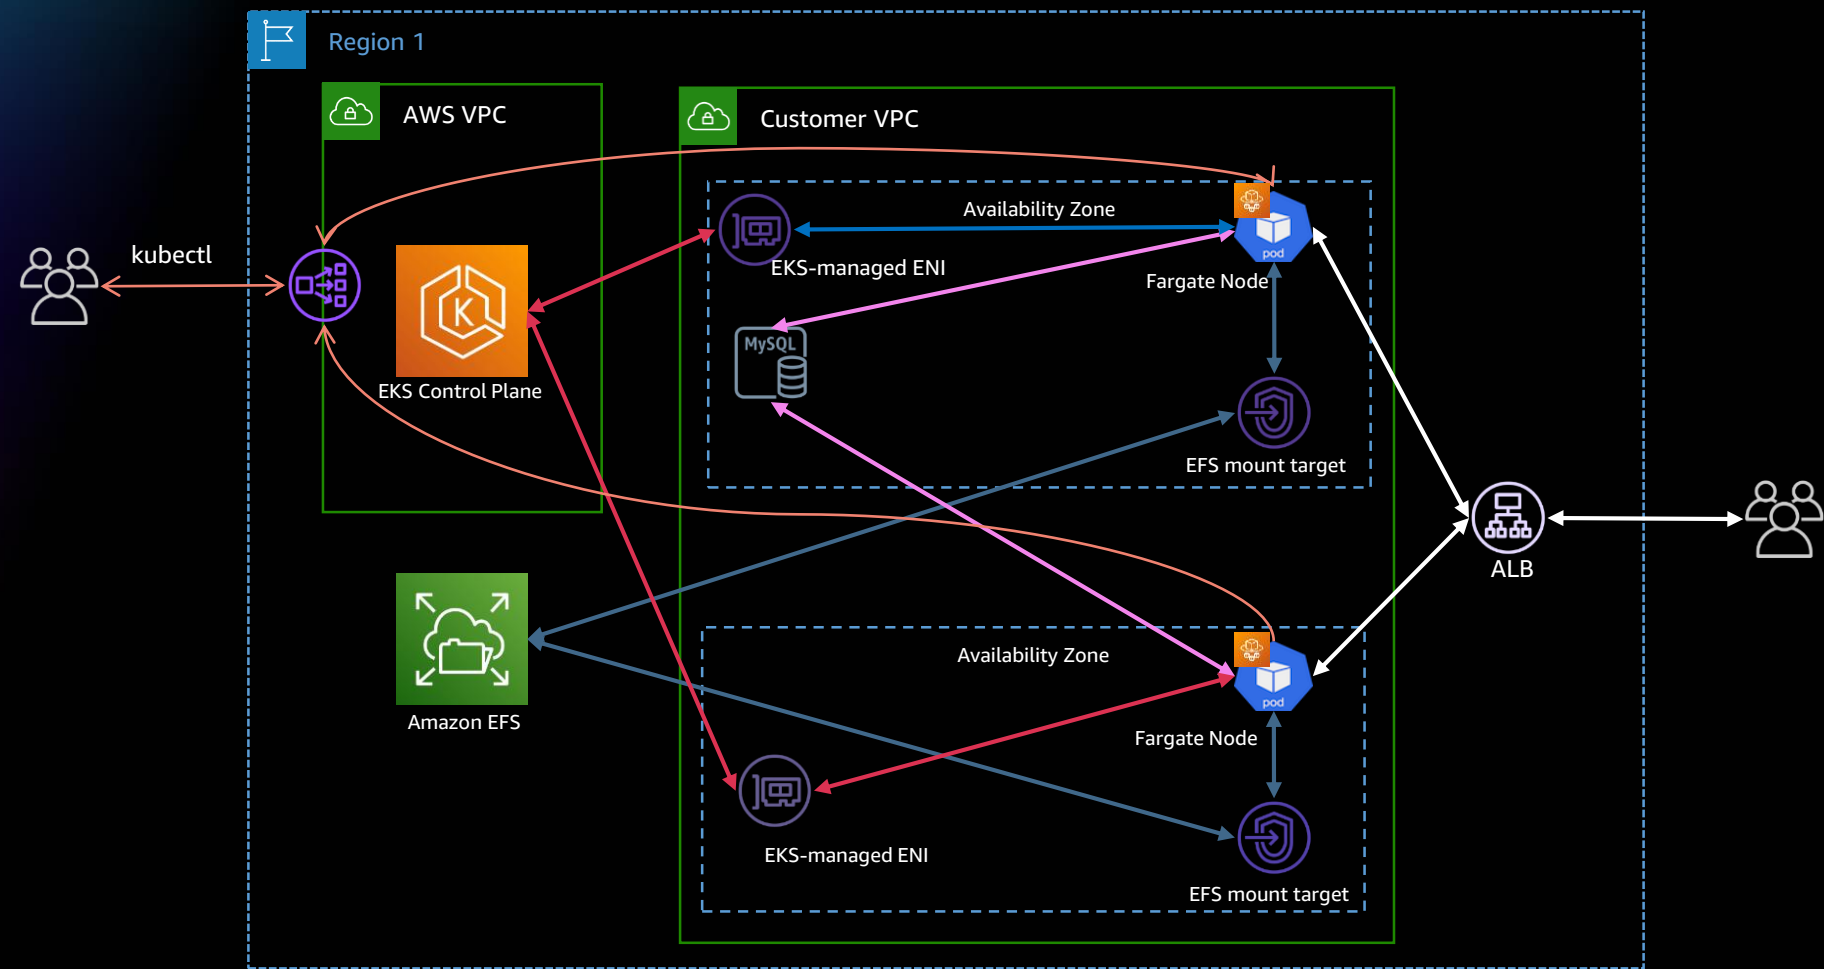 Region 1
AWS VPC
Customer VPC
kubectl
Availability Zone
EKS-managed ENI
pod
Fargate Node
MySQL
K
EKS Control Plane
EFS mount target
ALB
Availability Zone
Amazon EFS
pod
Fargate Node
EKS-managed ENI
EFS mount target